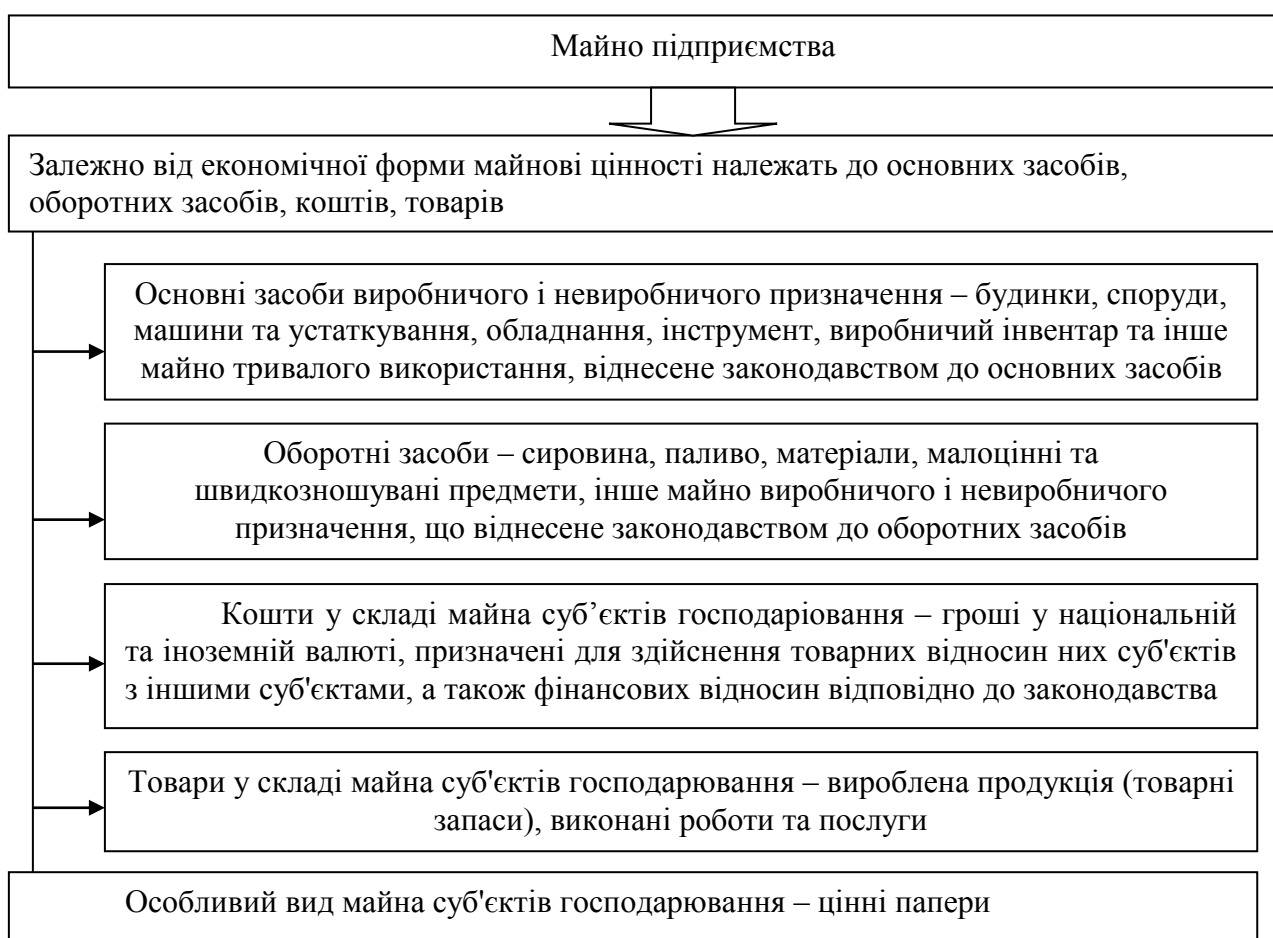 Майно підприємства
Залежно від економічної форми майнові цінності належать до основних засобів,
оборотних засобів, коштів, товарів
Основні засоби виробничого і невиробничого призначення – будинки, споруди,
машини та устаткування, обладнання, інструмент, виробничий інвентар та інше
майно тривалого використання, віднесене законодавством до основних засобів
Оборотні засоби – сировина, паливо, матеріали, малоцінні та
швидкозношувані предмети, інше майно виробничого і невиробничого
призначення, що віднесене законодавством до оборотних засобів
Кошти у складі майна суб’єктів господаріовання – гроші у національній
та іноземній валюті, призначені для здійснення товарних відносин них суб'єктів
з іншими суб'єктами, а також фінансових відносин відповідно до законодавства
Товари у складі майна суб'єктів господарювання – вироблена продукція (товарні
запаси), виконані роботи та послуги
Особливий вид майна суб'єктів господарювання – цінні папери